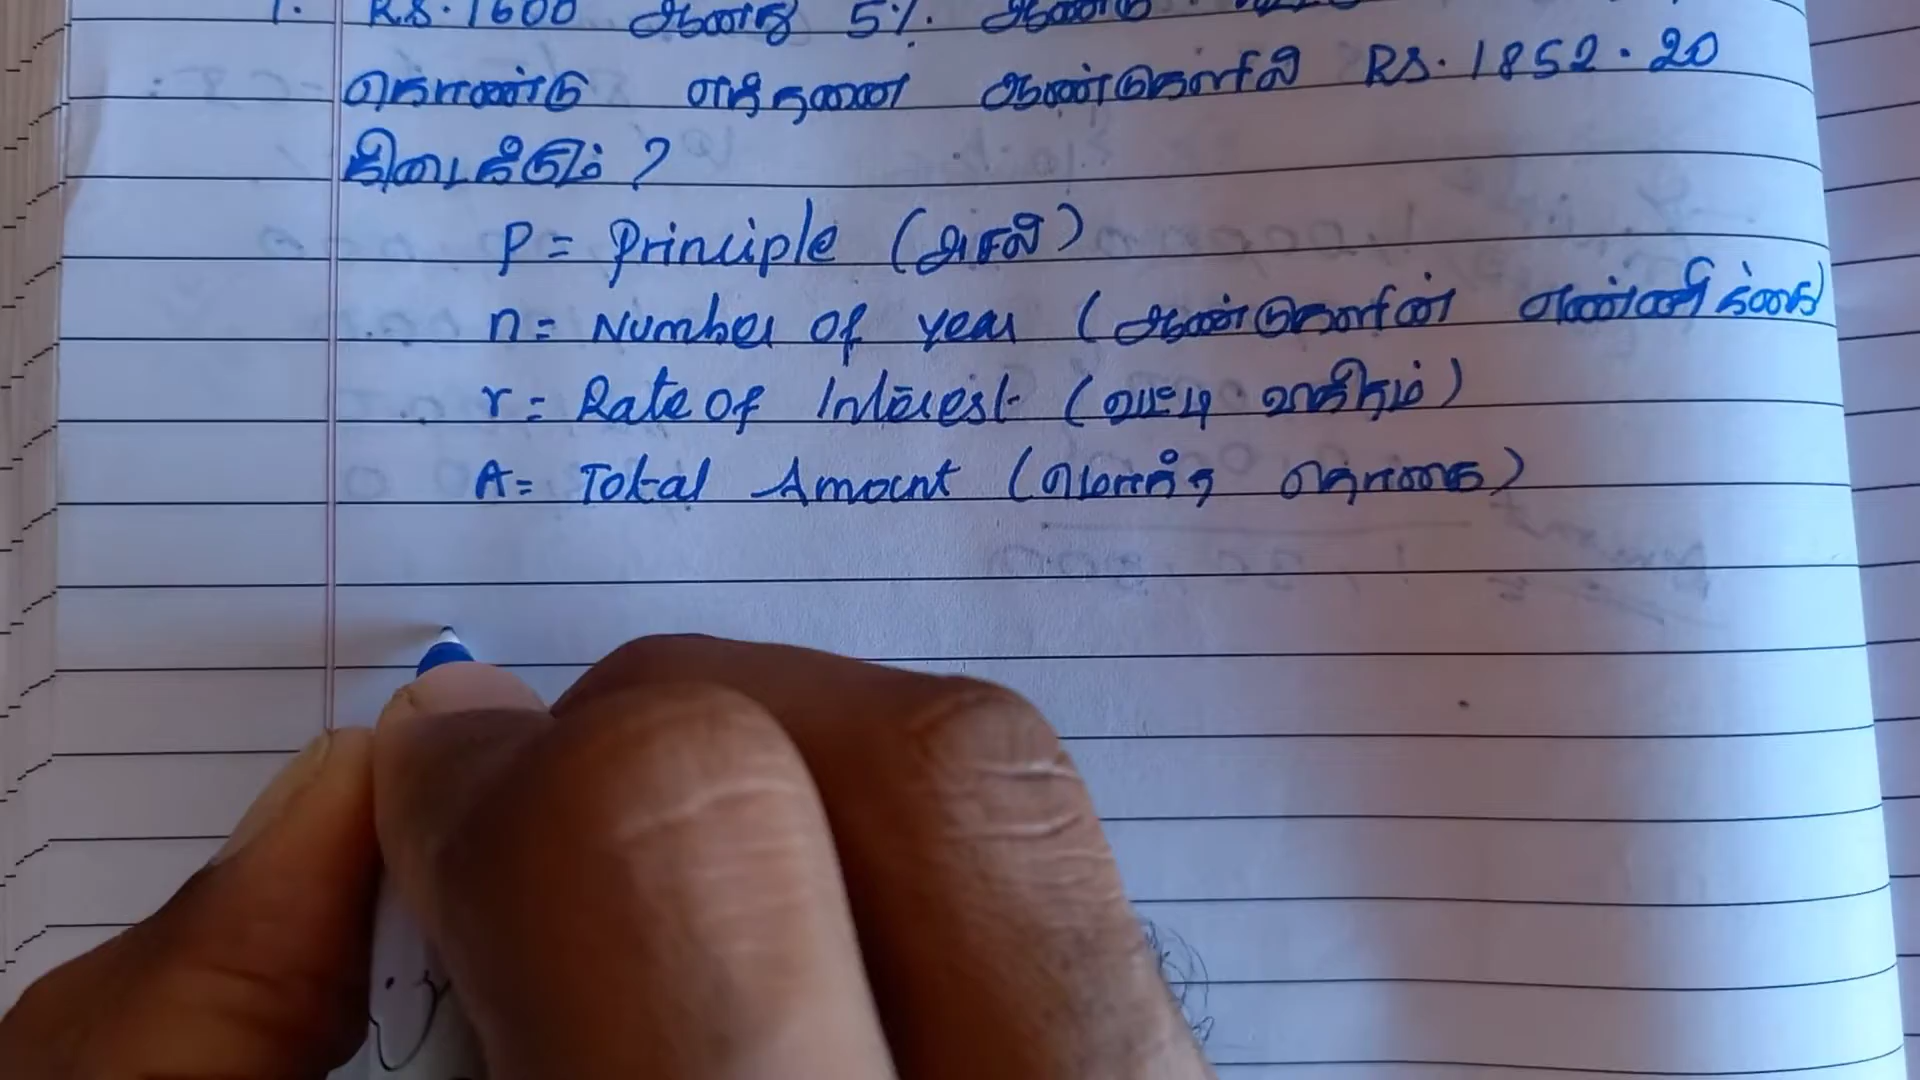 1. RS. 1600 ஆனது 5%. ஆண்டு
கொண்டு எத்தனை ஆண்டுகளில் RS. 1852.20
கிடைக்கும் ?
P = Principle (அசல்)
n = Number of year (ஆண்டுகளின் எண்ணிக்கை)
r = Rate of Interest (வட்டி வாகிதம்)
A = Total Amount (மொத்த தொகை)